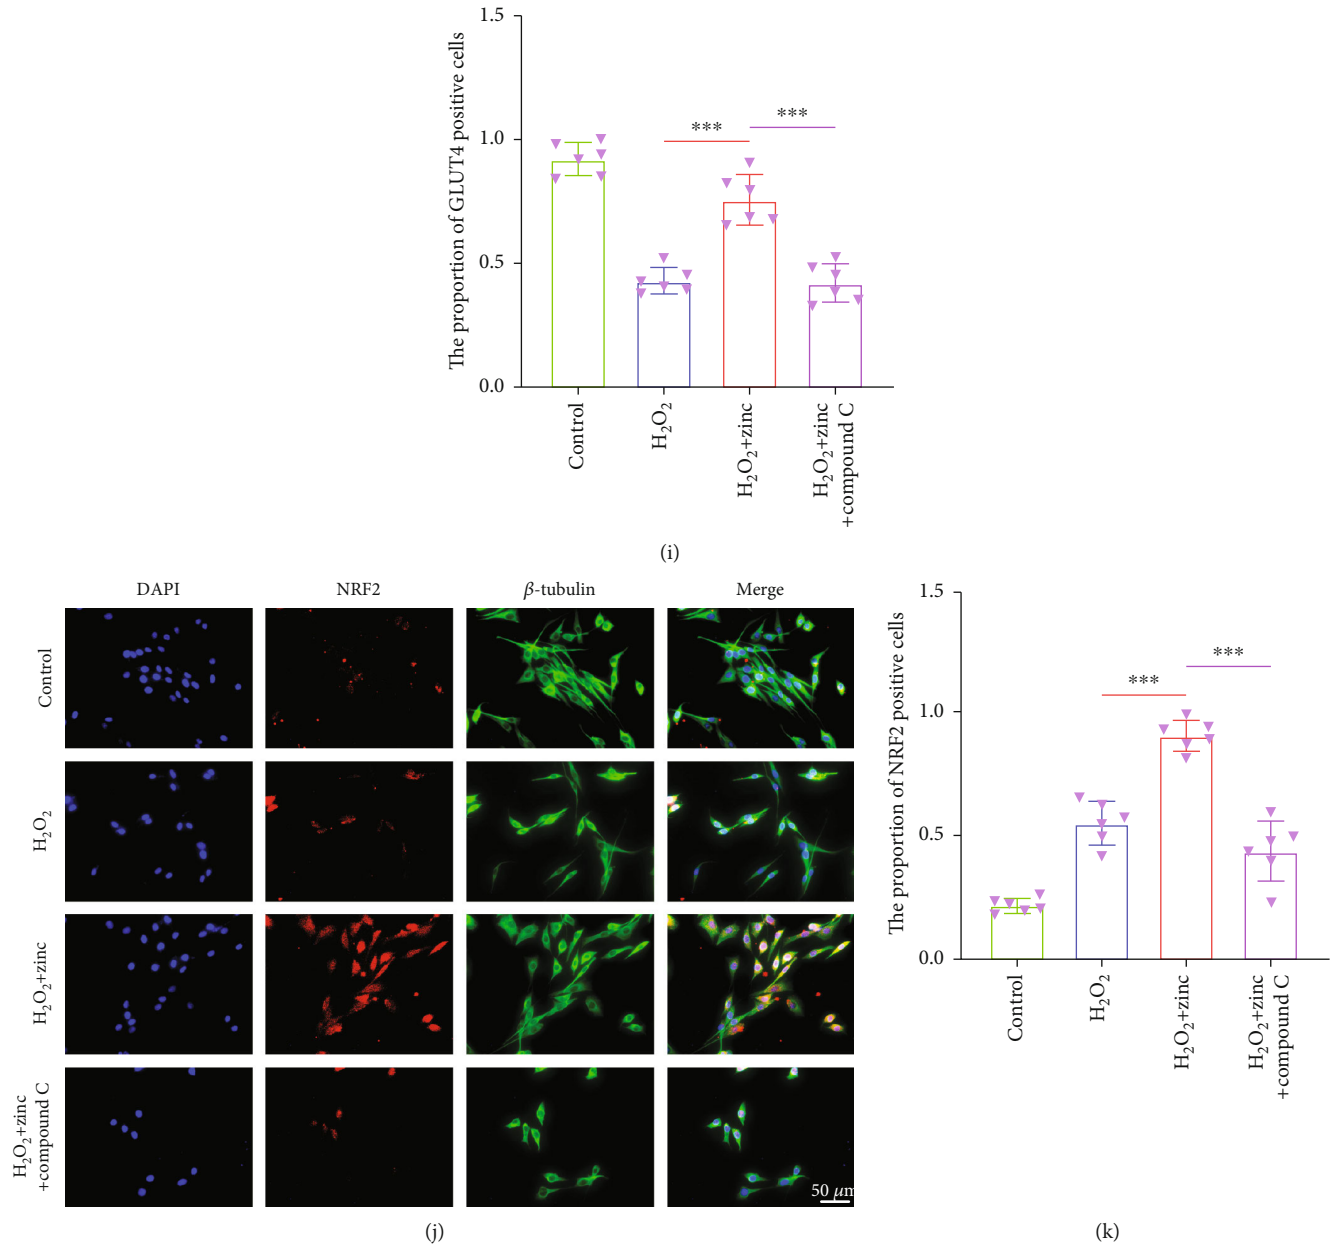 The proportion of GLUT4 positive cells
1.5
1.0
0.5
0.0
***
***
Control
H₂O₂
H₂O₂+zinc
H₂O₂+zinc
+compound C
(i)
DAPI
NRF2
β-tubulin
Merge
Control
H₂O₂
H₂O₂+zinc
H₂O₂+zinc
+compound C
50 μm
(j)
The proportion of NRF2 positive cells
1.5
1.0
0.5
0.0
***
***
Control
H₂O₂
H₂O₂+zinc
H₂O₂+zinc
+compound C
(k)